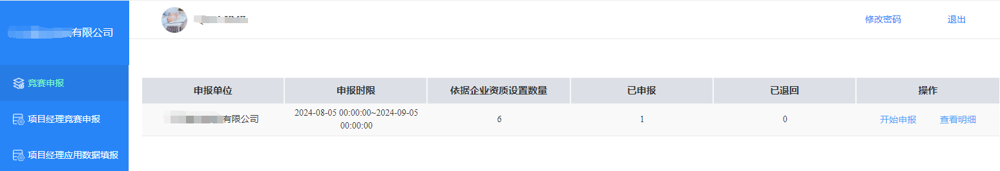 有限公司
修改密码
退出
竞赛申报
项目经理竞赛申报
项目经理应用数据填报
申报单位
申报时限
依据企业资质设置数量
已申报
已退回
操作
有限公司
2024-08-05 00:00:00~2024-09-05
00:00:00
6
1
0
开始申报
查看明细